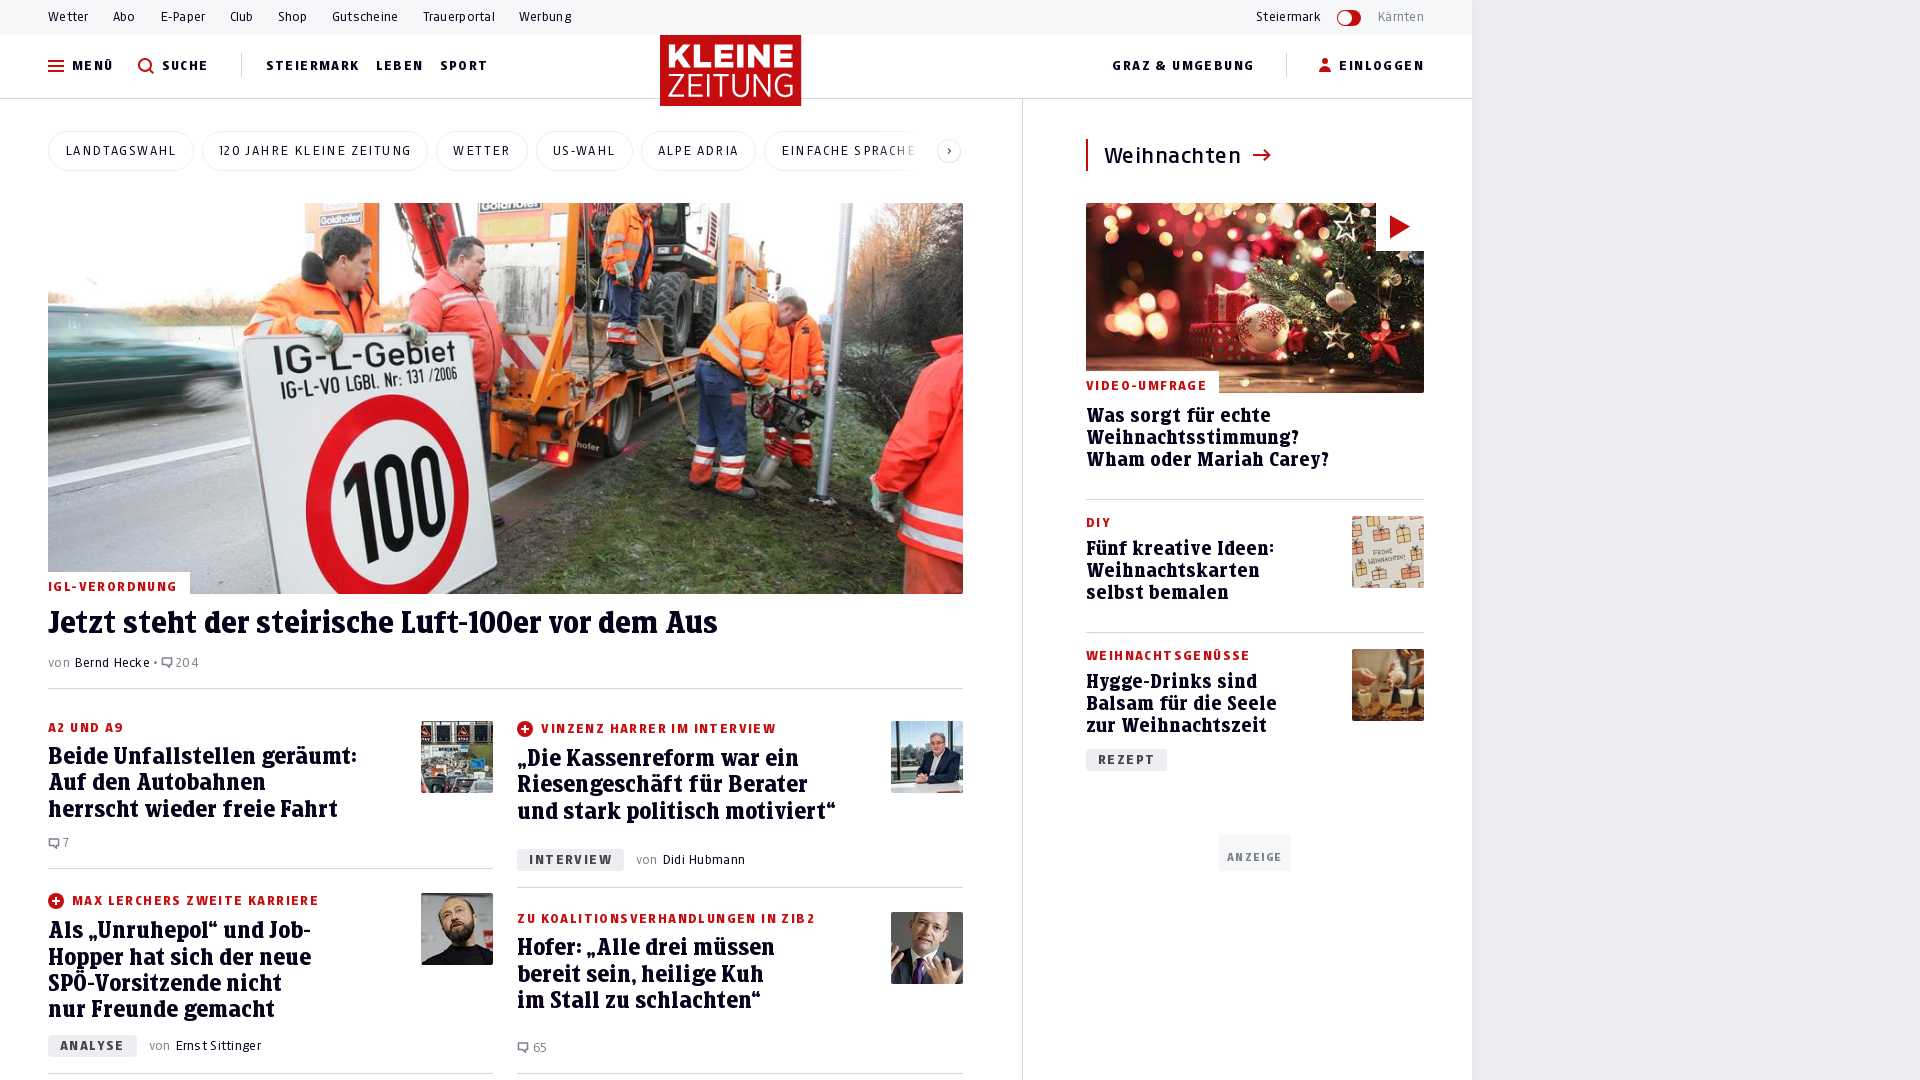 Wetter Abo E-Paper Club Shop Gutscheine Trauerportal Werbung
Steiermark Kärnten
MENÜ SUCHE STEIERMARK LEBEN SPORT
KLEINE
ZEITUNG
GRAZ & UMGEBUNG EINLOGGEN
LANDTAGSWAHL 120 JAHRE KLEINE ZEITUNG WETTER US-WAHL ALPE ADRIA EINFACHE SPRACHE
Goldhofer
Goldhofer
IG-L-Gebiet
IG-L-VO LGBl. Nr: 131 /2006
100
IGL-VERORDNUNG
Jetzt steht der steirische Luft-100er vor dem Aus
von Bernd Hecke • 204
A2 UND A9
Beide Unfallstellen geräumt:
Auf den Autobahnen
herrscht wieder freie Fahrt
7
MAX LERCHERS ZWEITE KARRIERE
Als „Unruhepol“ und Job-
Hopper hat sich der neue
SPÖ-Vorsitzende nicht
nur Freunde gemacht
ANALYSE von Ernst Sittinger
VINZENZ HARRER IM INTERVIEW
„Die Kassenreform war ein
Riesengeschäft für Berater
und stark politisch motiviert“
INTERVIEW von Didi Hubmann
ZU KOALITIONSVERHANDLUNGEN IN ZIB2
Hofer: „Alle drei müssen
bereit sein, heilige Kuh
im Stall zu schlachten“
65
Weihnachten
VIDEO-UMFRAGE
Was sorgt für echte
Weihnachtsstimmung?
Wham oder Mariah Carey?
DIY
Fünf kreative Ideen:
Weihnachtskarten
selbst bemalen
FROHE
WEIHNACHTEN!
WEIHNACHTSGENÜSSE
Hygge-Drinks sind
Balsam für die Seele
zur Weihnachtszeit
REZEPT
ANZEIGE